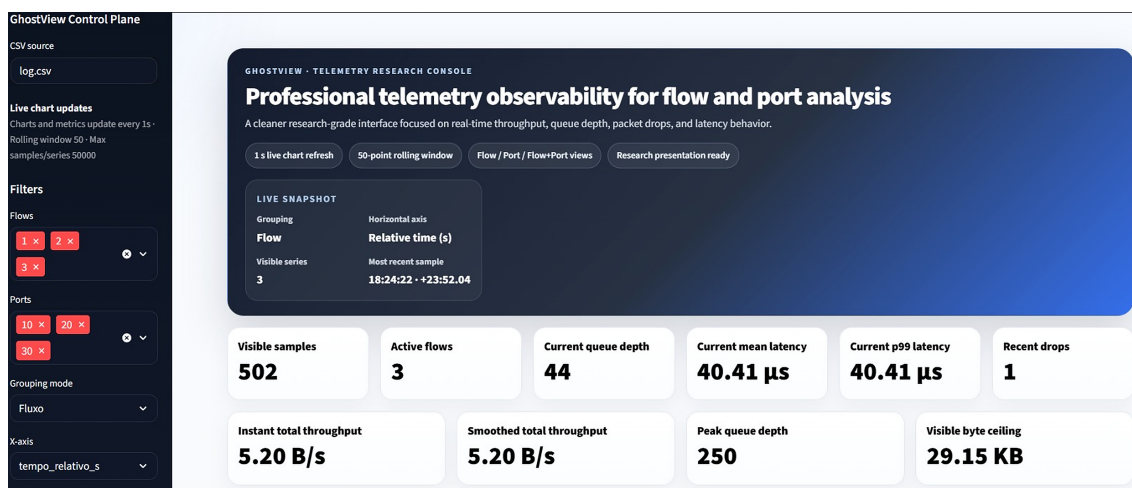 GhostView Control Plane
CSV source
log.csv
Live chart updates
Charts and metrics update every 1s ·
Rolling window 50 · Max
samples/series 50000
Filters
Flows
1 × 2 ×
3 ×
Ports
10 × 20 ×
30 ×
Grouping mode
Fluxo
X-axis
tempo_relativo_s
GHOSTVIEW · TELEMETRY RESEARCH CONSOLE
Professional telemetry observability for flow and port analysis
A cleaner research-grade interface focused on real-time throughput, queue depth, packet drops, and latency behavior.
1 s live chart refresh 50-point rolling window Flow / Port / Flow+Port views Research presentation ready
LIVE SNAPSHOT
Grouping Horizontal axis
Flow Relative time (s)
Visible series Most recent sample
3 18:24:22 · +23:52.04
Visible samples Active flows Current queue depth Current mean latency Current p99 latency Recent drops
502 3 44 40.41 µs 40.41 µs 1
Instant total throughput Smoothed total throughput Peak queue depth Visible byte ceiling
5.20 B/s 5.20 B/s 250 29.15 KB